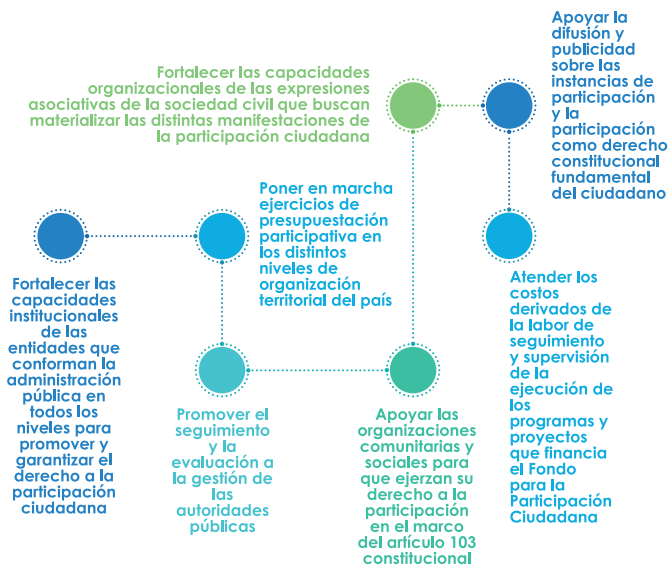 Fortalecer las
capacidades
institucionales
de las
entidades que
conforman la
administración
pública en
todos los
niveles para
promover y
garantizar el
derecho a la
participación
ciudadana
Poner en marcha
ejercicios de
presupuestación
participativa en
los distintos
niveles de
organización
territorial del país
Promover el
seguimiento
y la
evaluación a
la gestión de
las
autoridades
públicas
Apoyar las
organizaciones
comunitarias y
sociales para
que ejerzan su
derecho a la
participación
en el marco
del artículo 103
constitucional
Fortalecer las capacidades
organizacionales de las expresiones
asociativas de la sociedad civil que buscan
materializar las distintas manifestaciones de
la participación ciudadana
Apoyar la
difusión y
publicidad
sobre las
instancias de
participación
y la
participación
como derecho
constitucional
fundamental
del ciudadano
Atender los
costos
derivados de
la labor de
seguimiento
y supervisión
de la
ejecución de
los
programas y
proyectos
que financia
el Fondo
para la
Participación
Ciudadana